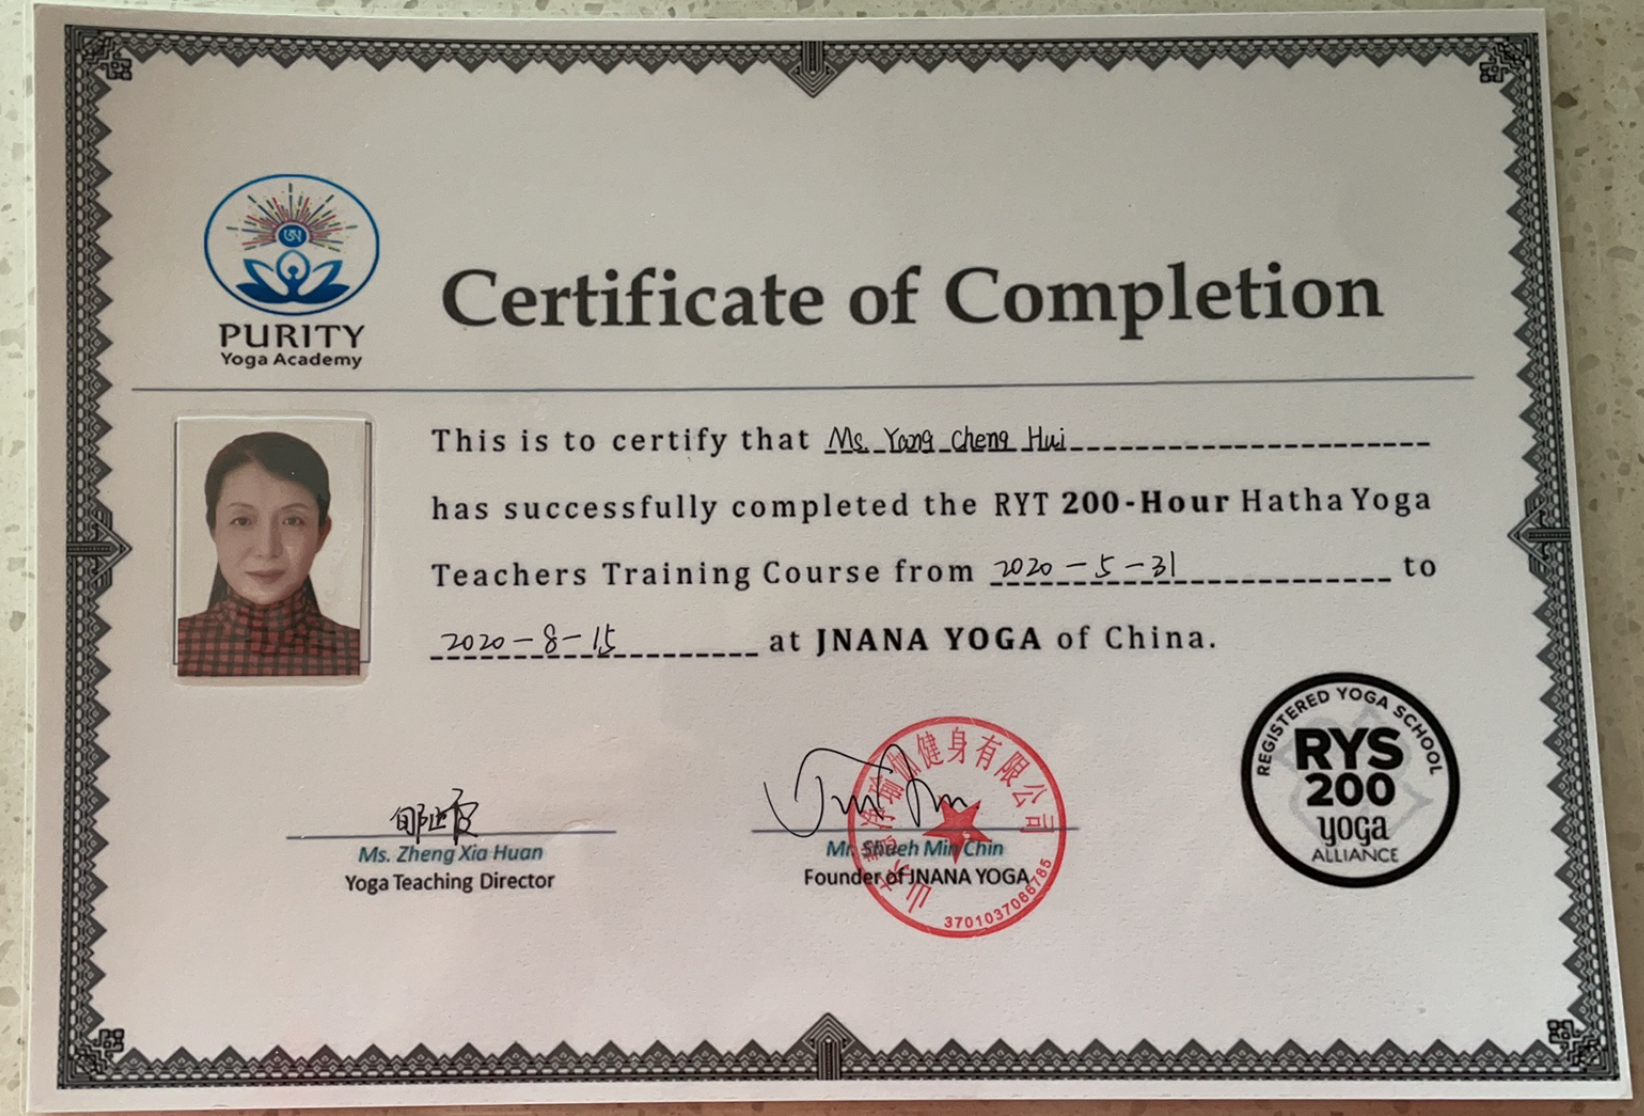 PURITY
Yoga Academy
Certificate of Completion
This is to certify that Ms. Yang Cheng Hui
has successfully completed the RYT 200-Hour Hatha Yoga
Teachers Training Course from 2020-5-31 to
2020-8-15 at JNANA YOGA of China.
Ms. Zheng Xia Huan
Yoga Teaching Director
Mr. Shueh Min Chin
Founder of JNANA YOGA
瑜伽健身有限公司
3701037086785
REGISTERED YOGA SCHOOL
RYS
200
yoga
ALLIANCE